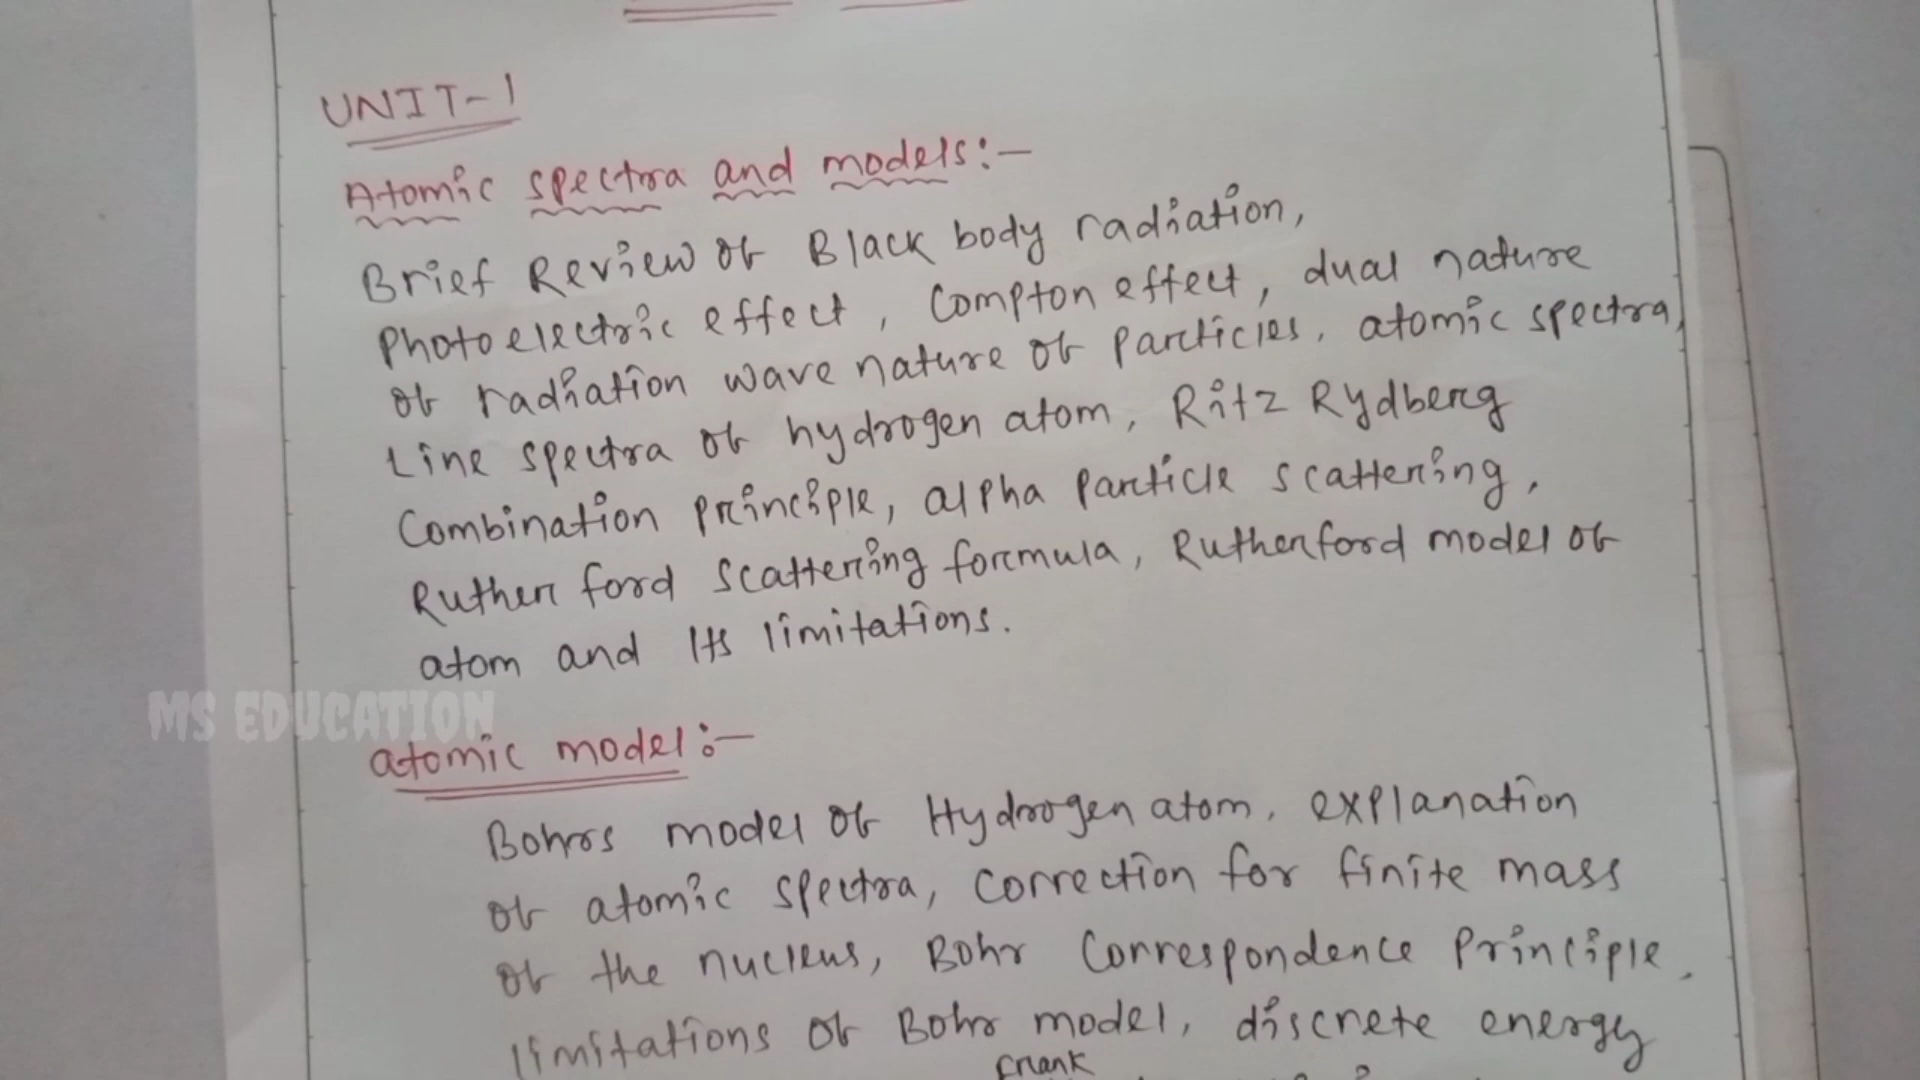 UNIT-1
Atomic spectra and models:-
Brief Review of Black body radiation,
Photoelectric effect, Compton effect, dual nature
of radiation wave nature of particles, atomic spectra,
Line spectra of hydrogen atom, Ritz Rydberg
Combination principle, alpha particle scattering,
Rutherford scattering formula, Rutherford model of
atom and Its limitations.
MS EDUCATION
atomic model:-
Bohrs model of Hydrogen atom, explanation
of atomic spectra, correction for finite mass
of the nucleus, Bohr Correspondence Principle,
limitations of Bohr model, discrete energy
Frank